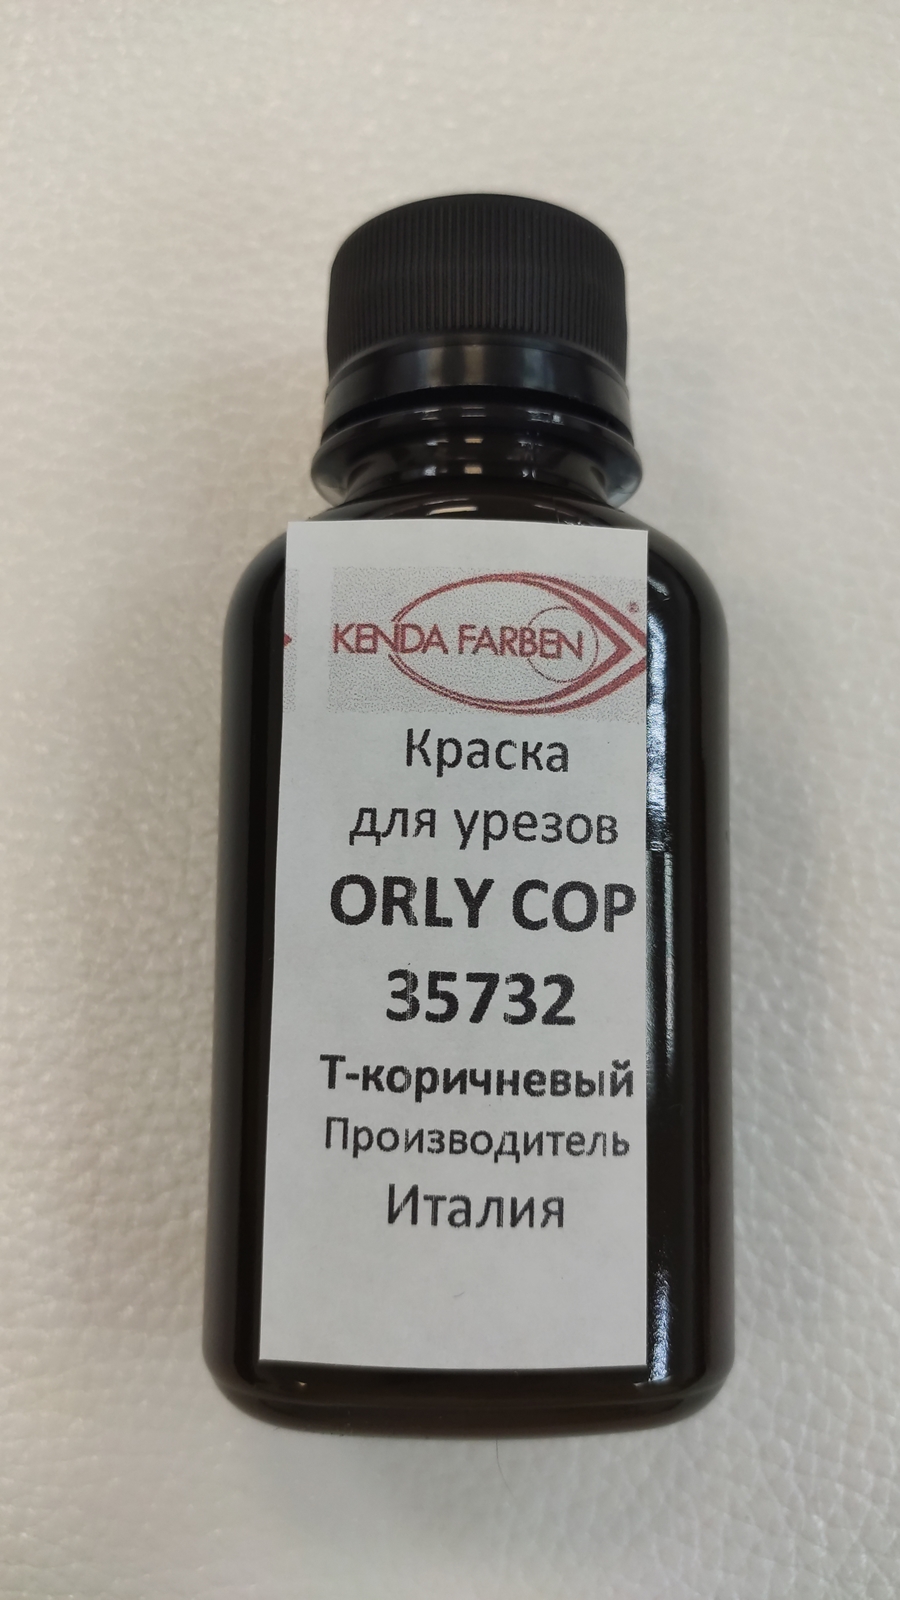 KENDA FARBEN ®
Краска
для урезов
ORLY COP
35732
Т-коричневый
Производитель
Италия